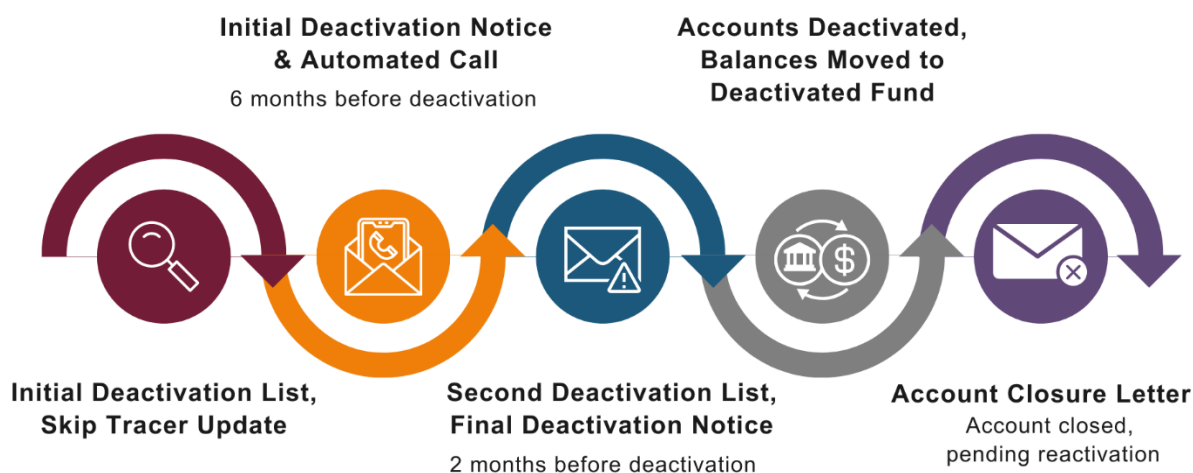 Initial Deactivation List,
Skip Tracer Update
Initial Deactivation Notice
& Automated Call
6 months before deactivation
Second Deactivation List,
Final Deactivation Notice
2 months before deactivation
Accounts Deactivated,
Balances Moved to
Deactivated Fund
$
Account Closure Letter
Account closed,
pending reactivation